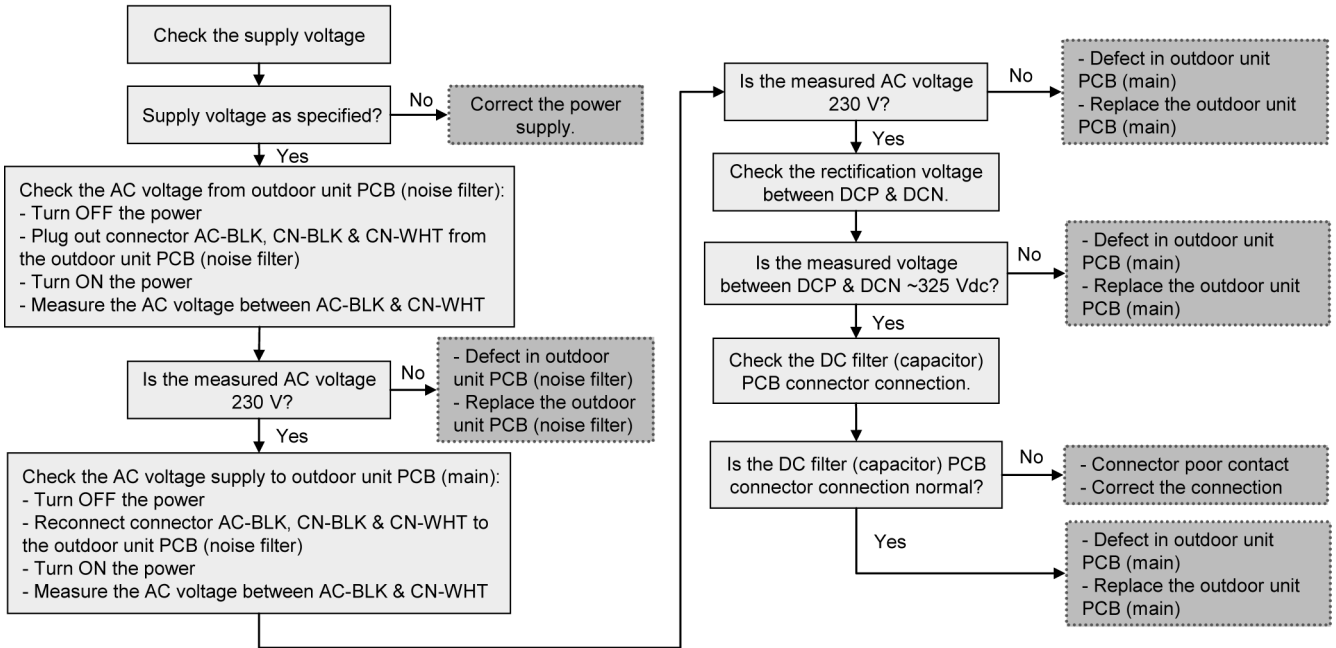 Check the supply voltage
Supply voltage as specified?
No
Correct the power
supply.
Yes
Check the AC voltage from outdoor unit PCB (noise filter):
- Turn OFF the power
- Plug out connector AC-BLK, CN-BLK & CN-WHT from
the outdoor unit PCB (noise filter)
- Turn ON the power
- Measure the AC voltage between AC-BLK & CN-WHT
Is the measured AC voltage
230 V?
No
- Defect in outdoor
unit PCB (noise filter)
- Replace the outdoor
unit PCB (noise filter)
Yes
Check the AC voltage supply to outdoor unit PCB (main):
- Turn OFF the power
- Reconnect connector AC-BLK, CN-BLK & CN-WHT to
the outdoor unit PCB (noise filter)
- Turn ON the power
- Measure the AC voltage between AC-BLK & CN-WHT
Is the measured AC voltage
230 V?
No
- Defect in outdoor unit
PCB (main)
- Replace the outdoor unit
PCB (main)
Yes
Check the rectification voltage
between DCP & DCN.
Is the measured voltage
between DCP & DCN ~325 Vdc?
No
- Defect in outdoor unit
PCB (main)
- Replace the outdoor unit
PCB (main)
Yes
Check the DC filter (capacitor)
PCB connector connection.
Is the DC filter (capacitor) PCB
connector connection normal?
No
- Connector poor contact
- Correct the connection
Yes
- Defect in outdoor unit
PCB (main)
- Replace the outdoor unit
PCB (main)